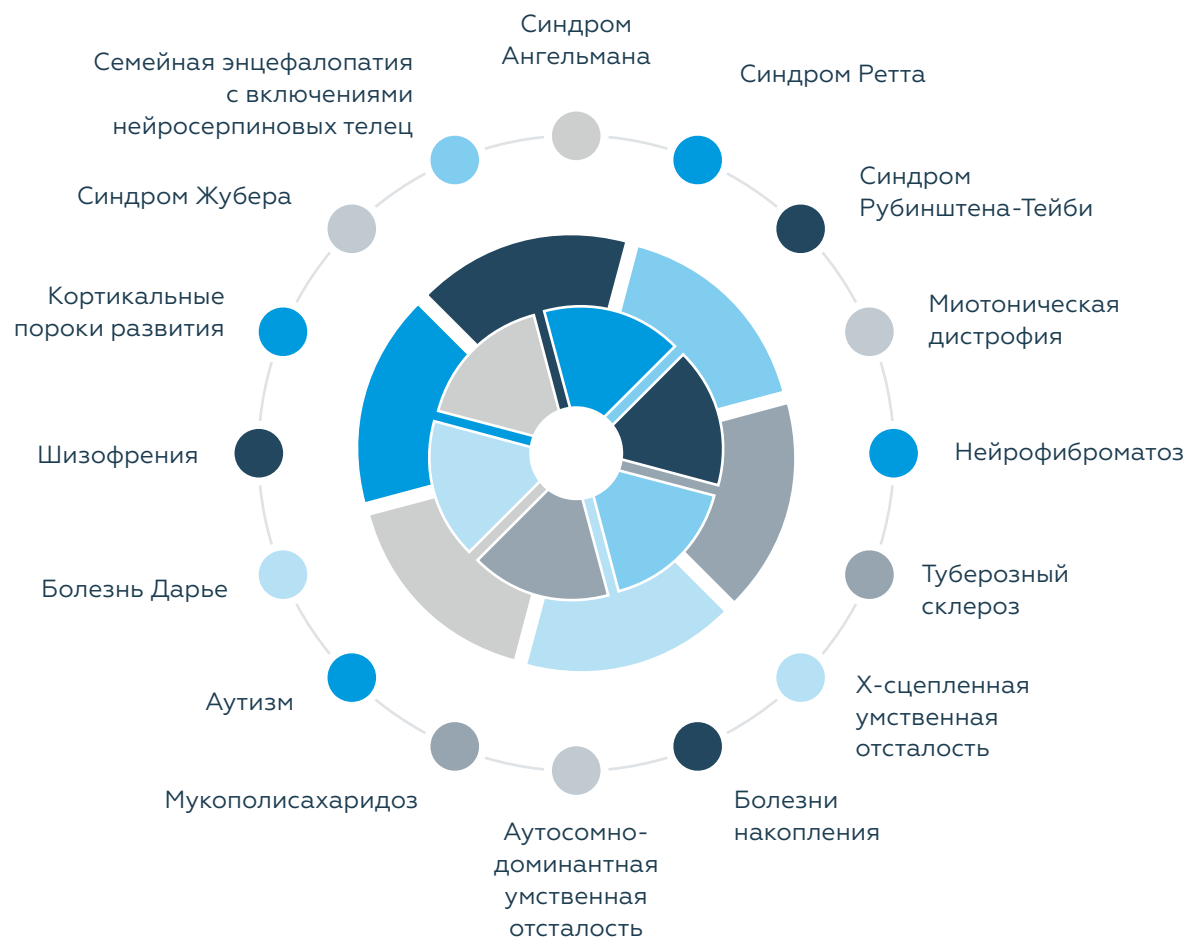 Синдром
Ангельмана
Синдром Ретта
Синдром
Рубинштена-Тейби
Миотоническая
дистрофия
Нейрофиброматоз
Туберозный
склероз
Х-сцепленная
умственная
отсталость
Болезни
накопления
Аутосомно-
доминантная
умственная
отсталость
Мукополисахаридоз
Аутизм
Болезнь Дарье
Шизофрения
Кортикальные
пороки развития
Синдром Жубера
Семейная энцефалопатия
с включениями
нейросерпиновых телец